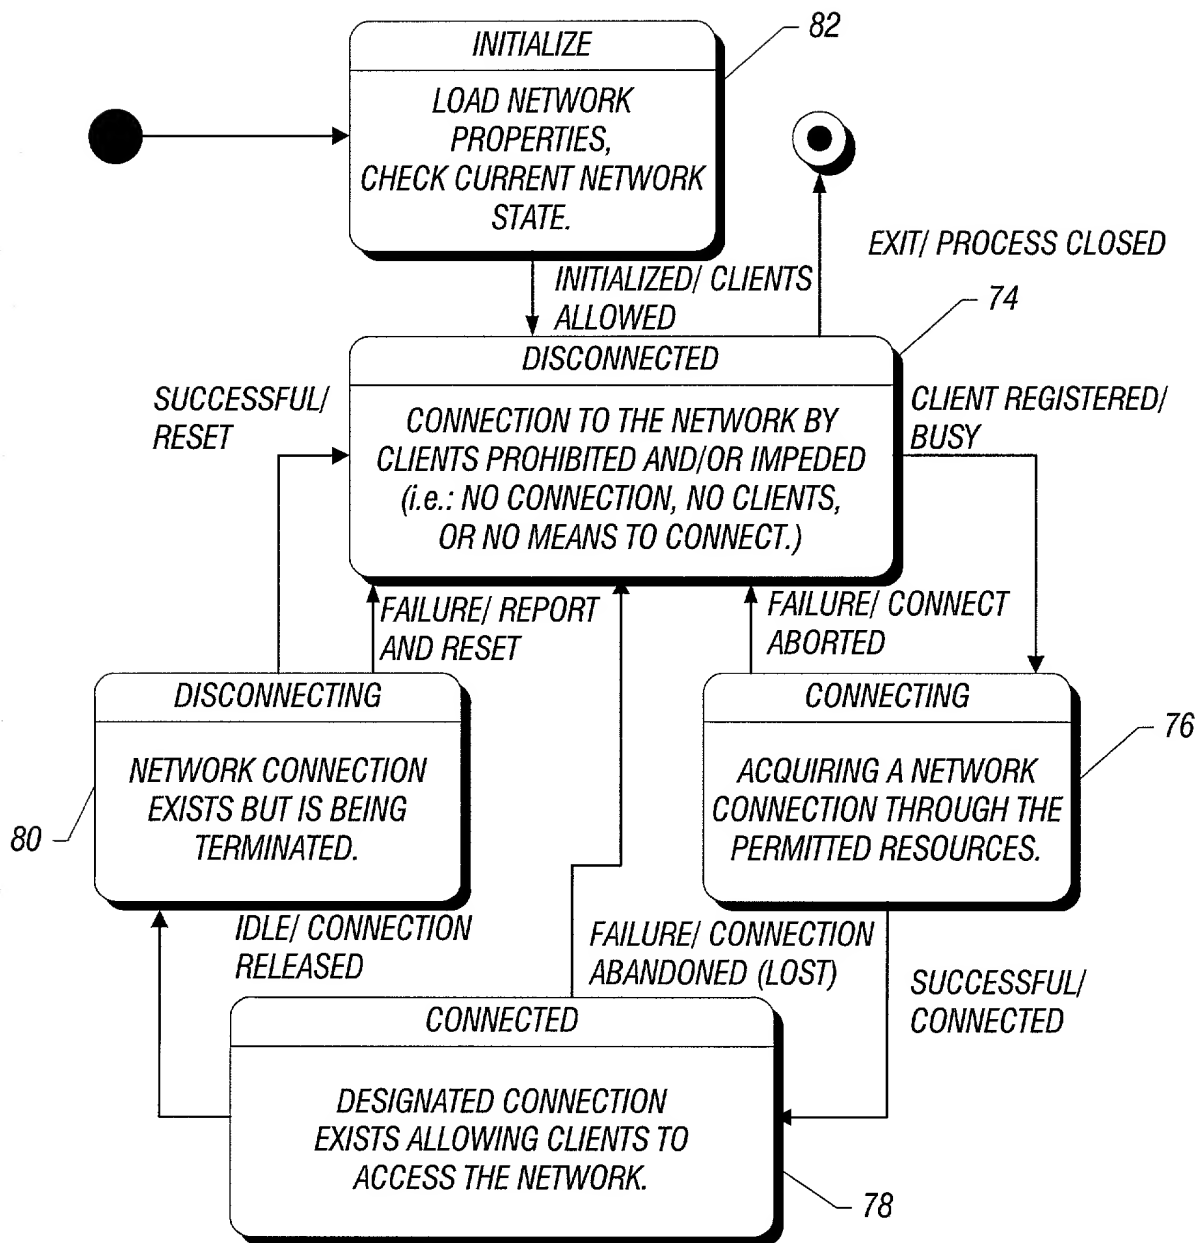 82
INITIALIZE
LOAD NETWORK
PROPERTIES,
CHECK CURRENT NETWORK
STATE.
EXIT/ PROCESS CLOSED
INITIALIZED/ CLIENTS
ALLOWED
74
DISCONNECTED
CONNECTION TO THE NETWORK BY
CLIENTS PROHIBITED AND/OR IMPEDED
(i.e.: NO CONNECTION, NO CLIENTS,
OR NO MEANS TO CONNECT.)
SUCCESSFUL/
RESET
CLIENT REGISTERED/
BUSY
FAILURE/ REPORT
AND RESET
FAILURE/ CONNECT
ABORTED
DISCONNECTING
NETWORK CONNECTION
EXISTS BUT IS BEING
TERMINATED.
80
CONNECTING
ACQUIRING A NETWORK
CONNECTION THROUGH THE
PERMITTED RESOURCES.
76
IDLE/ CONNECTION
RELEASED
FAILURE/ CONNECTION
ABANDONED (LOST)
SUCCESSFUL/
CONNECTED
CONNECTED
DESIGNATED CONNECTION
EXISTS ALLOWING CLIENTS TO
ACCESS THE NETWORK.
78